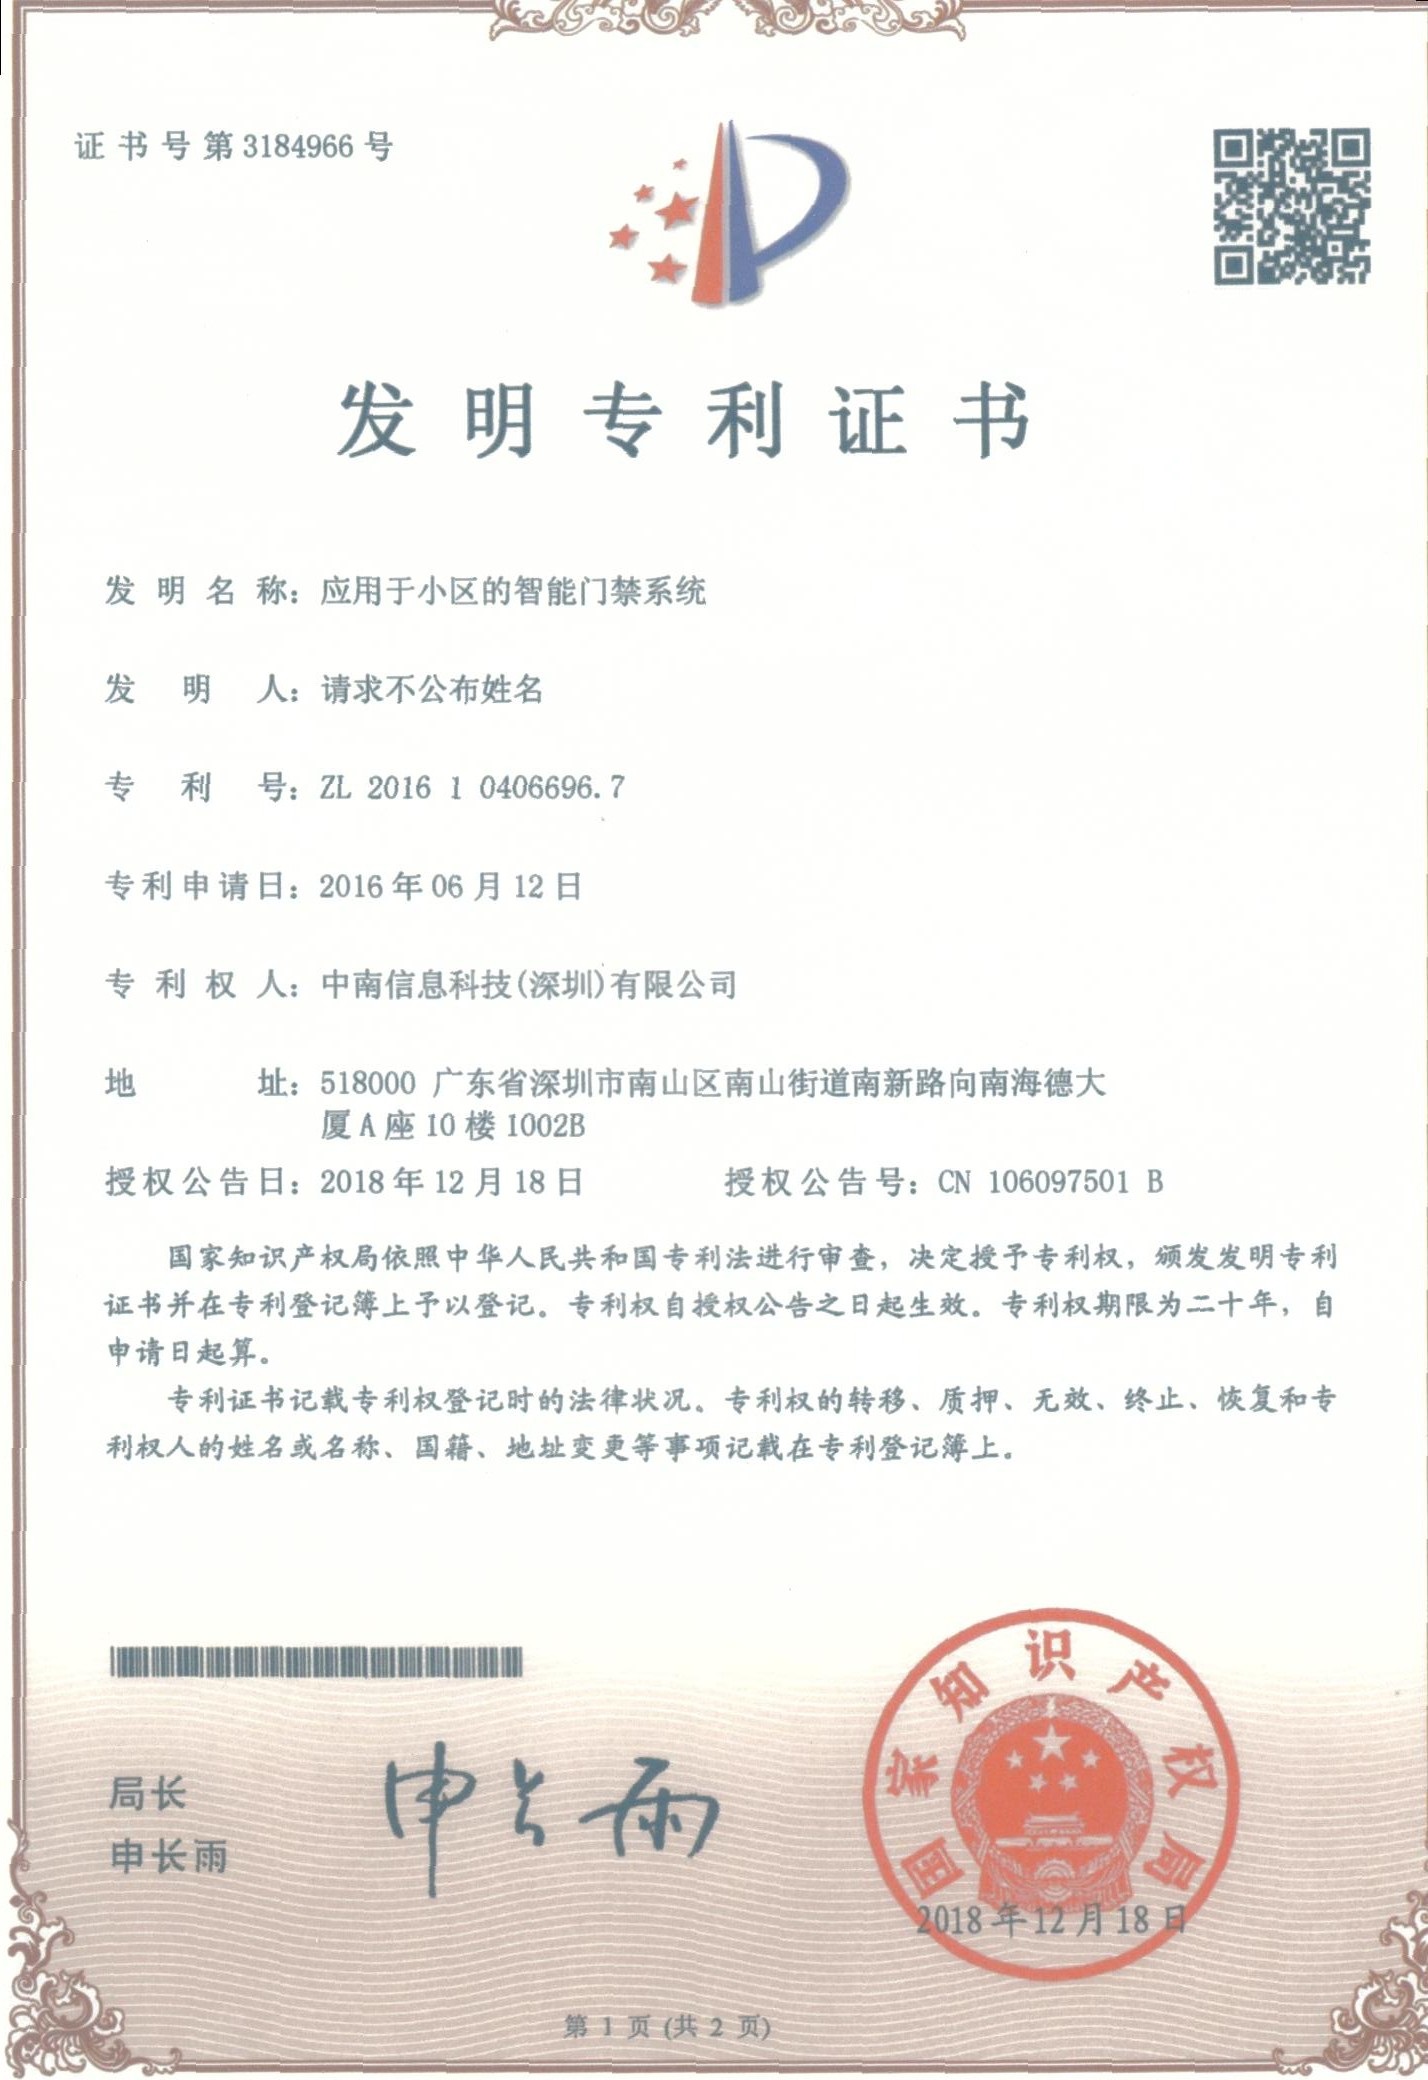 证书号第3184966号
发明专利证书
发明名称：应用于小区的智能门禁系统
发明人：请求不公布姓名
专利号：ZL 2016 1 0406696.7
专利申请日：2016年06月12日
专利权人：中南信息科技(深圳)有限公司
地址：518000 广东省深圳市南山区南山街道南新路向南海德大
厦A座10楼1002B
授权公告日：2018年12月18日 授权公告号：CN 106097501 B
国家知识产权局依照中华人民共和国专利法进行审查，决定授予专利权，颁发发明专利
证书并在专利登记簿上予以登记。专利权自授权公告之日起生效。专利权期限为二十年，自
申请日起算。
专利证书记载专利权登记时的法律状况。专利权的转移、质押、无效、终止、恢复和专
利权人的姓名或名称、国籍、地址变更等事项记载在专利登记簿上。
局长
申长雨
申长雨
国家知识产权局
2018年12月18日
第 1 页 (共 2 页)